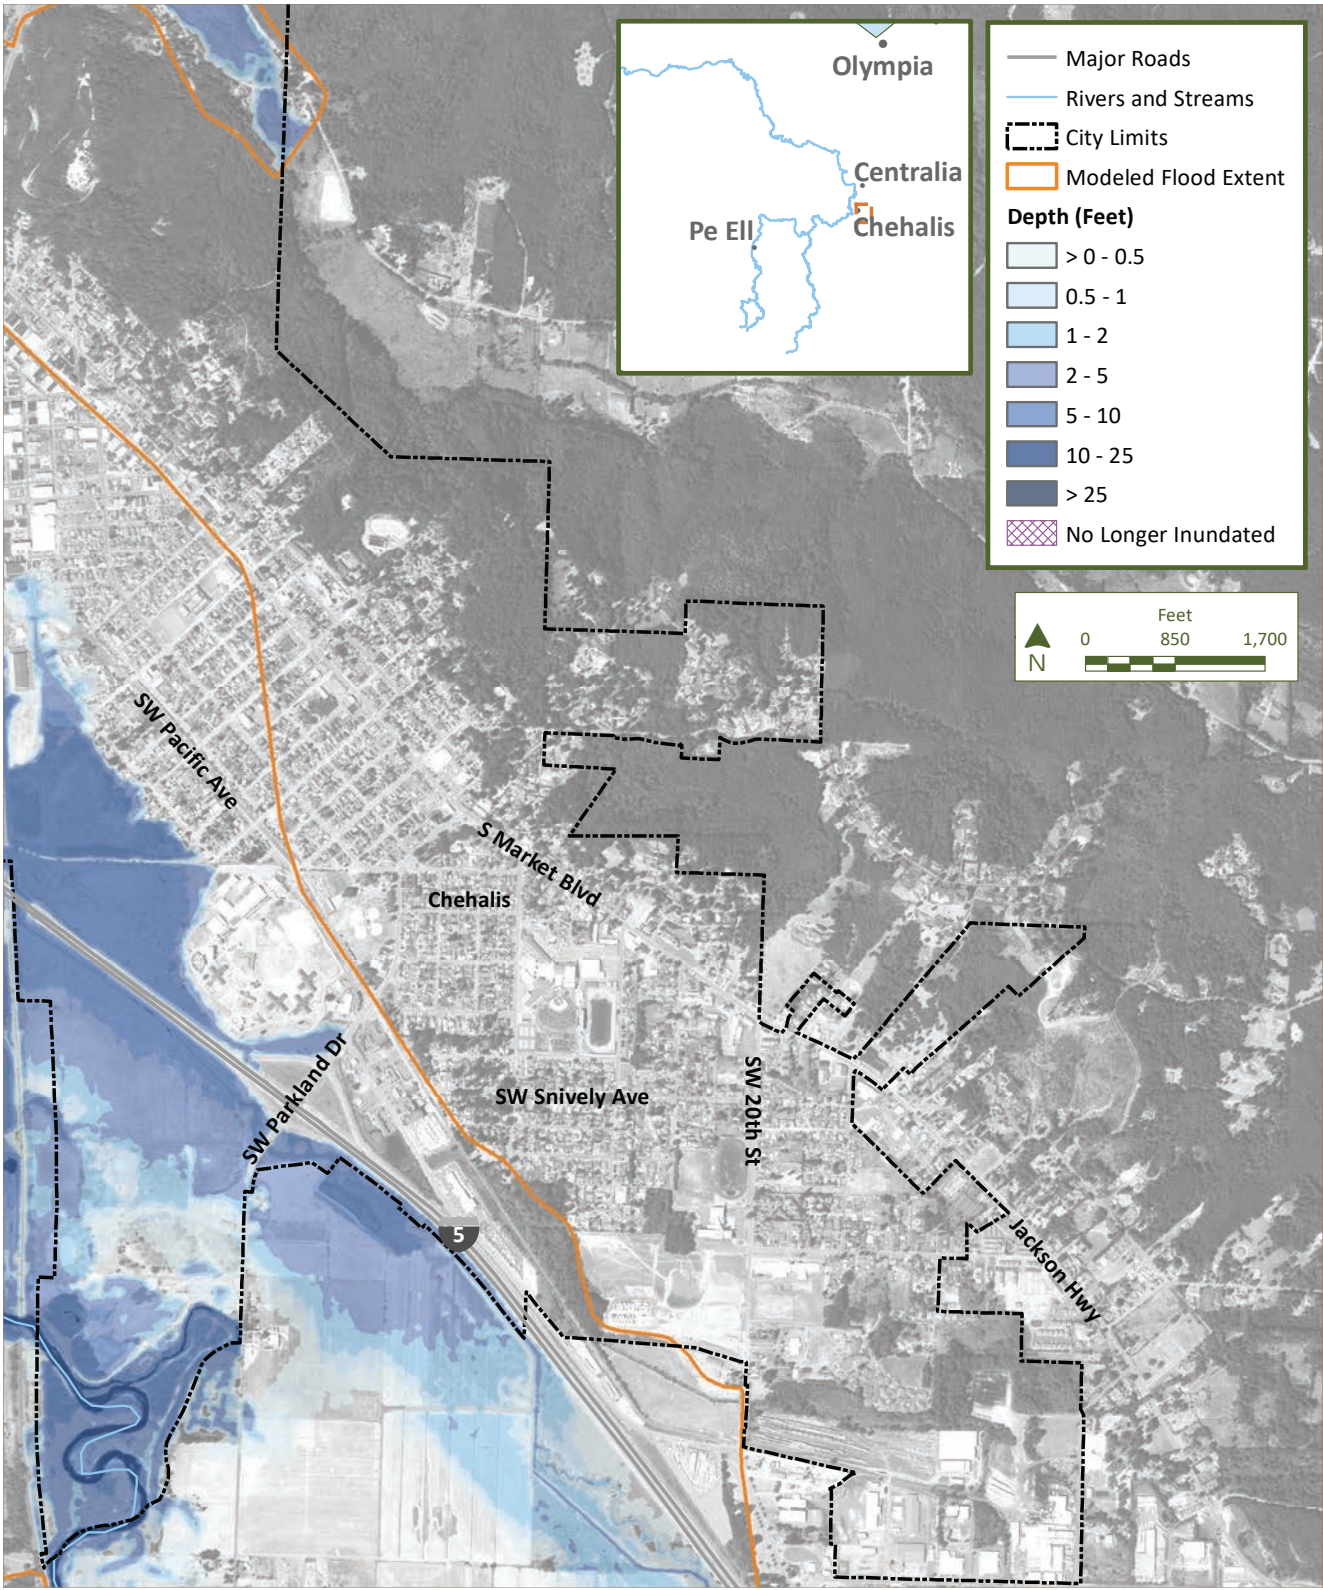 Olympia
Centralia
Pe Ell
Chehalis
Major Roads
Rivers and Streams
City Limits
Modeled Flood Extent
Depth (Feet)
> 0 - 0.5
0.5 - 1
1 - 2
2 - 5
5 - 10
10 - 25
> 25
No Longer Inundated
Feet
0 850 1,700
N
SW Pacific Ave
S Market Blvd
Chehalis
SW Parkland Dr
SW Snively Ave
SW 20th St
5
Jackson Hwy